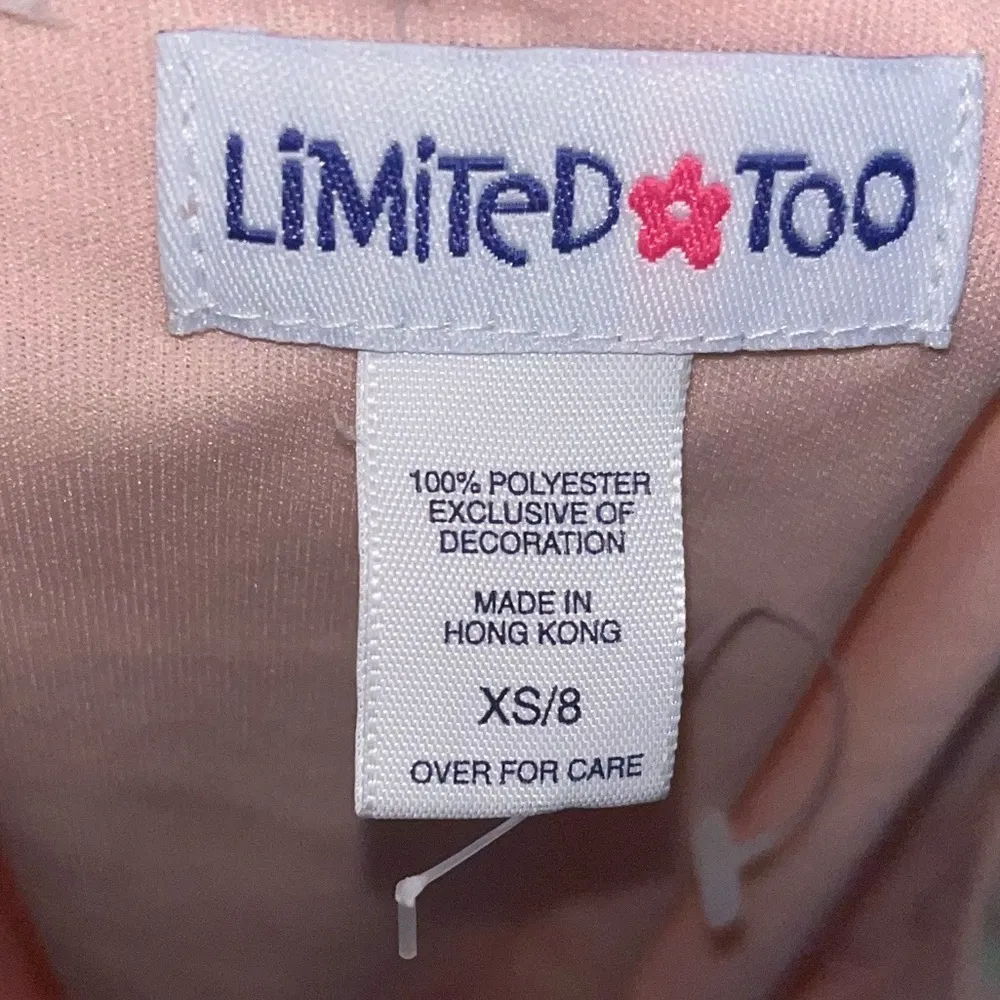 LiMiTeD TOO
100% POLYESTER
EXCLUSIVE OF
DECORATION
MADE IN
HONG KONG
XS/8
OVER FOR CARE